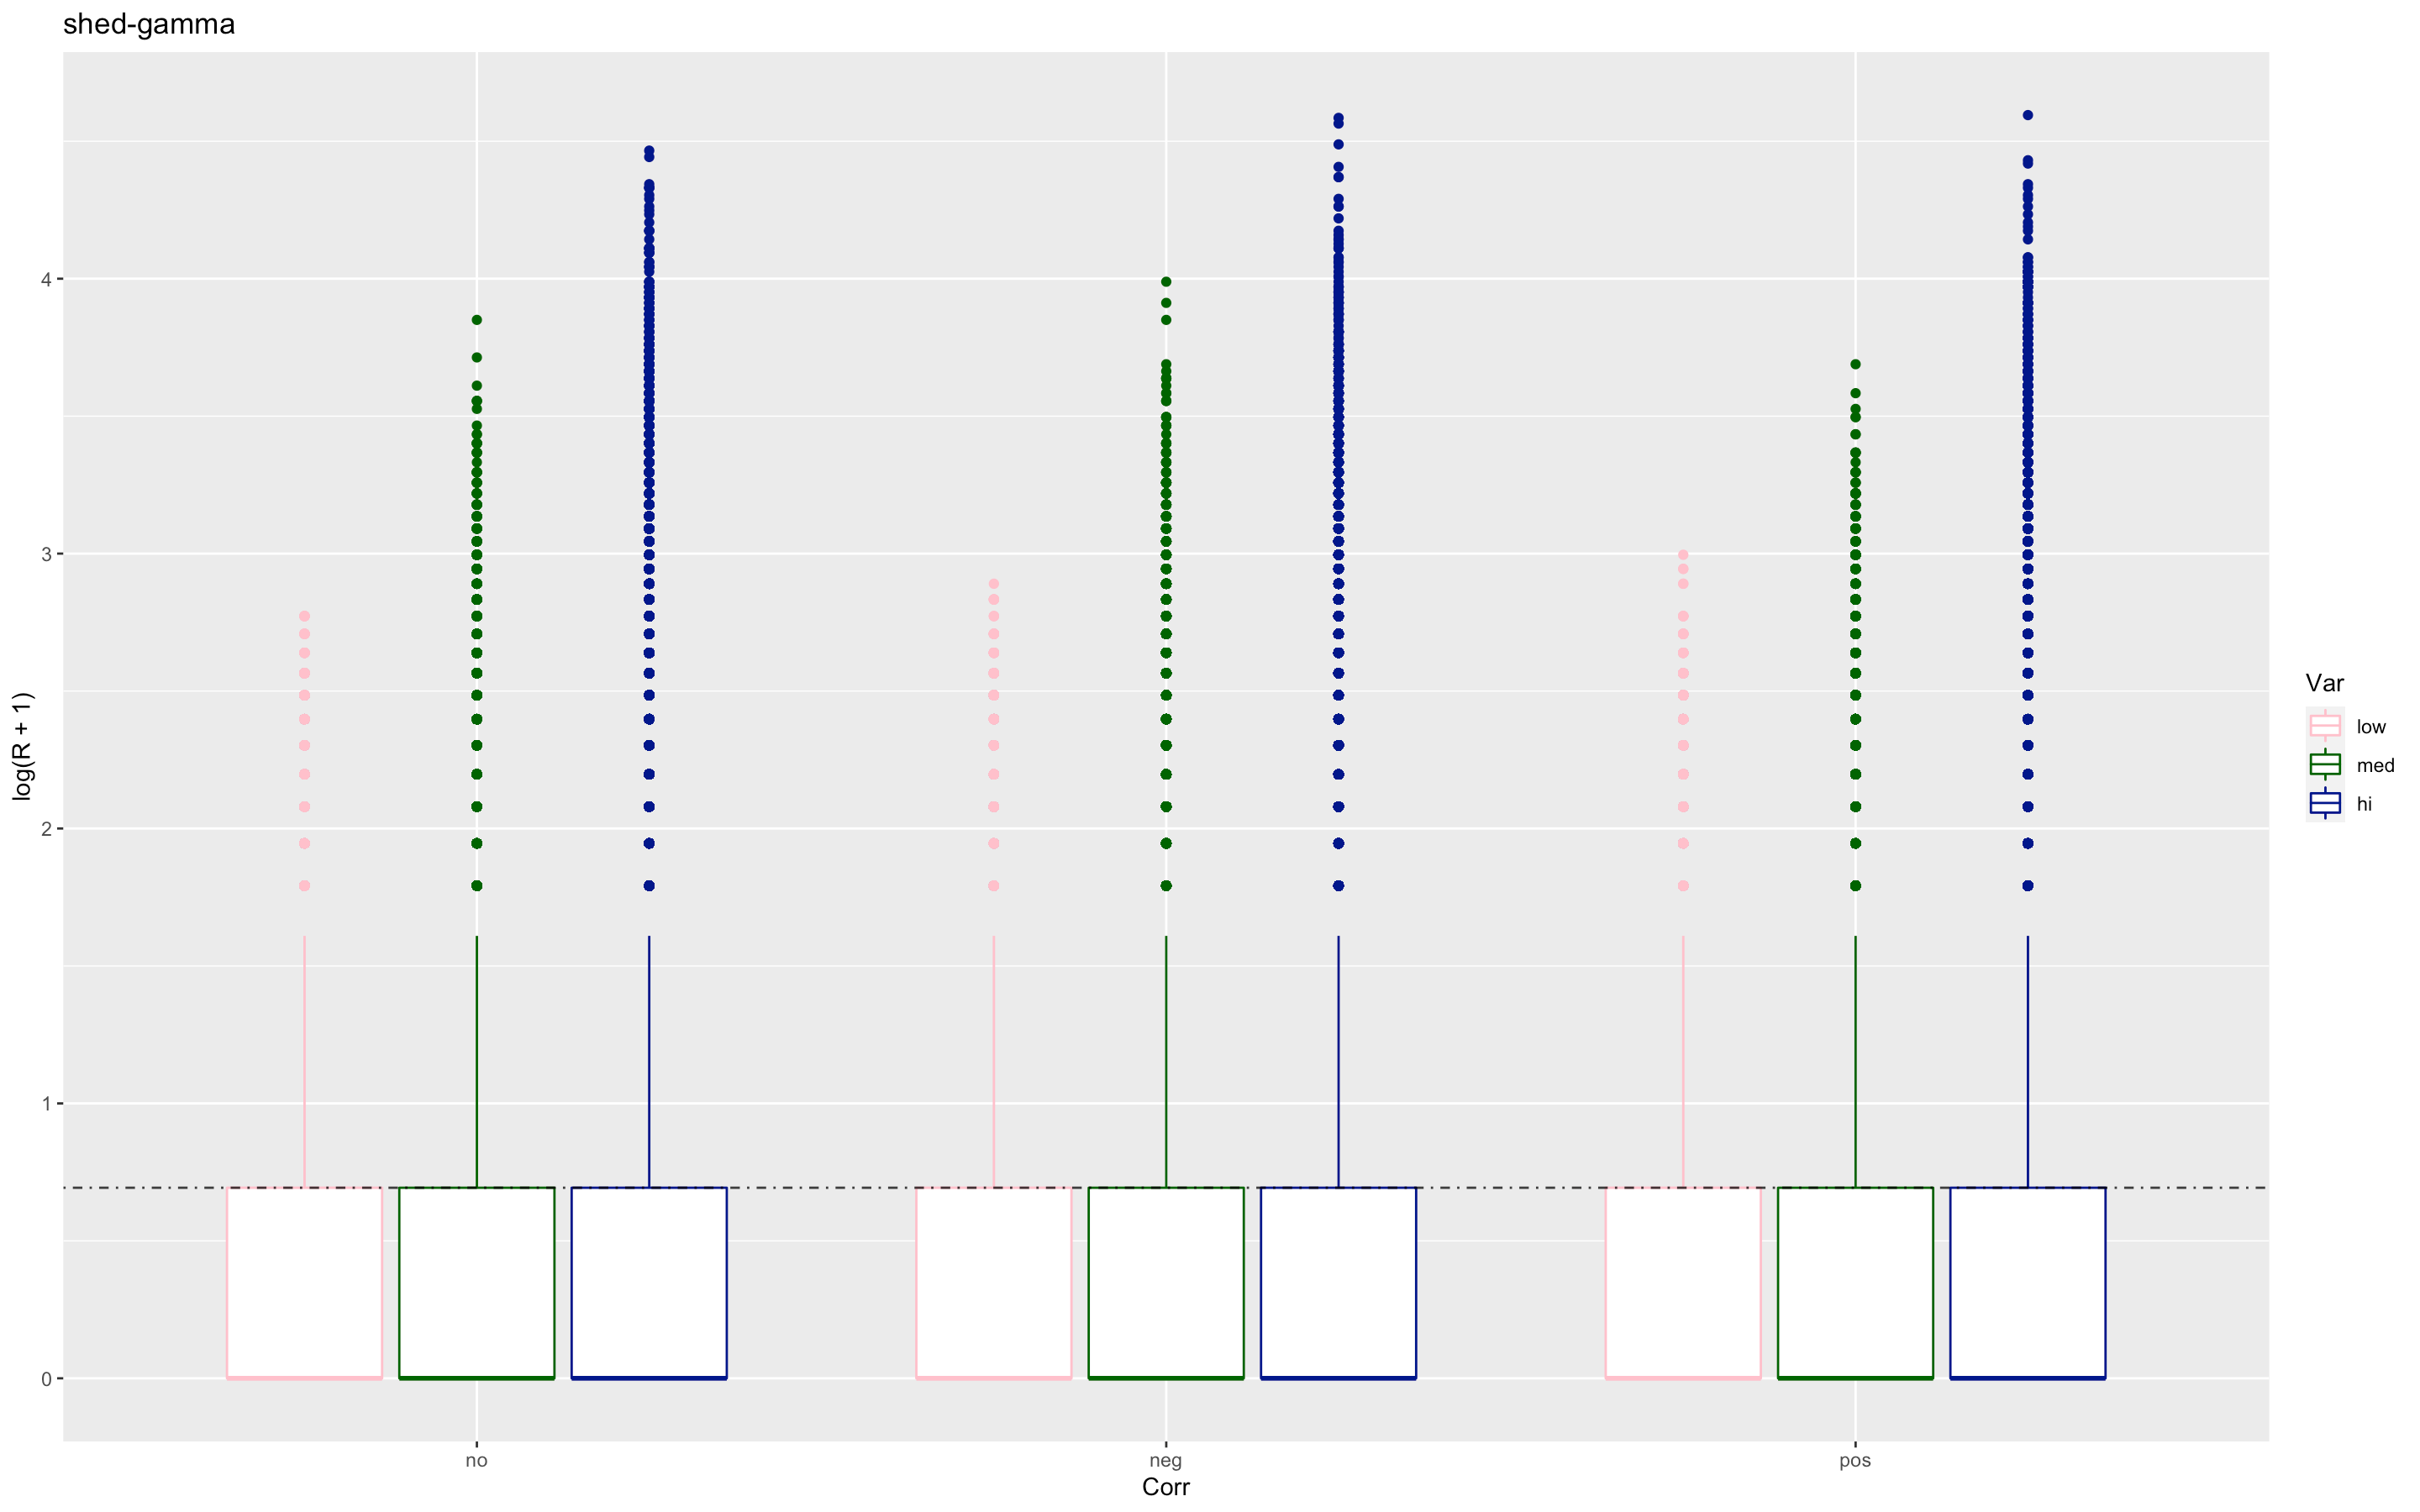 shed-gamma
log(R + 1)
4
3
2
1
0
no
neg
pos
Corr
Var
low
med
hi